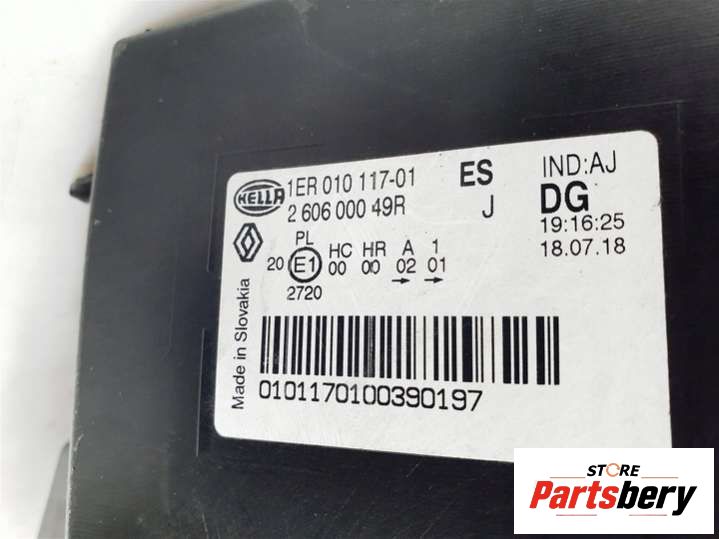 HELLA 1ER 010 117-01 ES IND:AJ
2 606 000 49R J DG
19:16:25
18.07.18
PL HC HR A 1
20 E1 00 00 02 01
2720
Made in Slovakia
0101170100390197
STORE
Partsbery